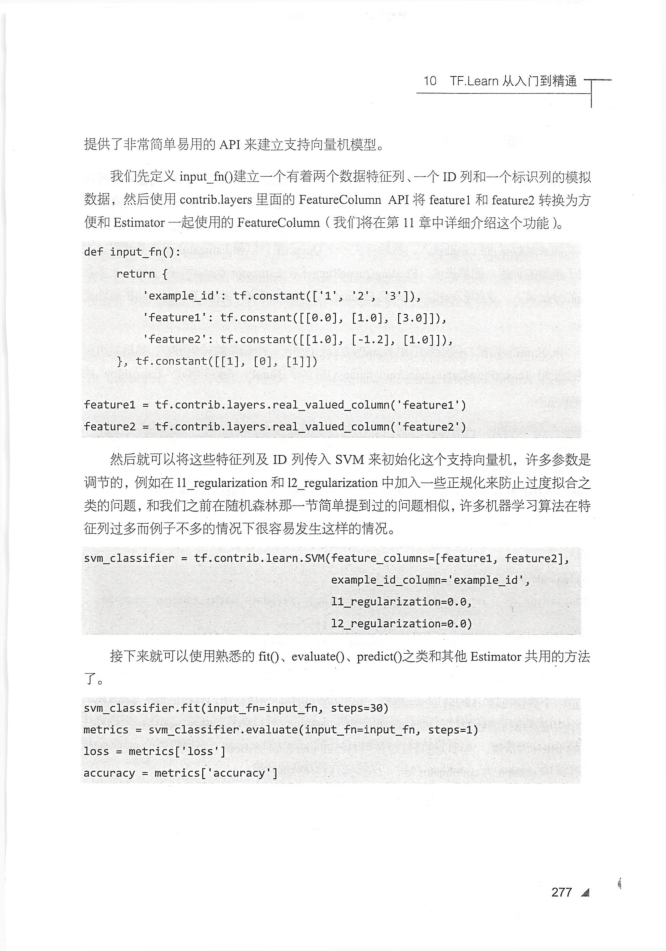 10 TF.Learn 从入门到精通
提供了非常简单易用的 API 来建立支持向量机模型。
我们先定义 input_fn()建立一个有着两个数据特征列、一个 ID 列和一个标识列的模拟
数据，然后使用 contrib.layers 里面的 FeatureColumn API 将 feature1 和 feature2 转换为方
便和 Estimator 一起使用的 FeatureColumn（我们将在第 11 章中详细介绍这个功能）。
def input_fn():
    return {
        'example_id': tf.constant(['1', '2', '3']),
        'feature1': tf.constant([[0.0], [1.0], [3.0]]),
        'feature2': tf.constant([[1.0], [-1.2], [1.0]]),
    }, tf.constant([[1], [0], [1]])
feature1 = tf.contrib.layers.real_valued_column('feature1')
feature2 = tf.contrib.layers.real_valued_column('feature2')
然后就可以将这些特征列及 ID 列传入 SVM 来初始化这个支持向量机，许多参数是
调节的，例如在 l1_regularization 和 l2_regularization 中加入一些正规化来防止过度拟合之
类的问题，和我们之前在随机森林那一节简单提到过的问题相似，许多机器学习算法在特
征列过多而例子不多的情况下很容易发生这样的情况。
svm_classifier = tf.contrib.learn.SVM(feature_columns=[feature1, feature2],
                                      example_id_column='example_id',
                                      l1_regularization=0.0,
                                      l2_regularization=0.0)
接下来就可以使用熟悉的 fit()、evaluate()、predict()之类和其他 Estimator 共用的方法
了。
svm_classifier.fit(input_fn=input_fn, steps=30)
metrics = svm_classifier.evaluate(input_fn=input_fn, steps=1)
loss = metrics['loss']
accuracy = metrics['accuracy']
277